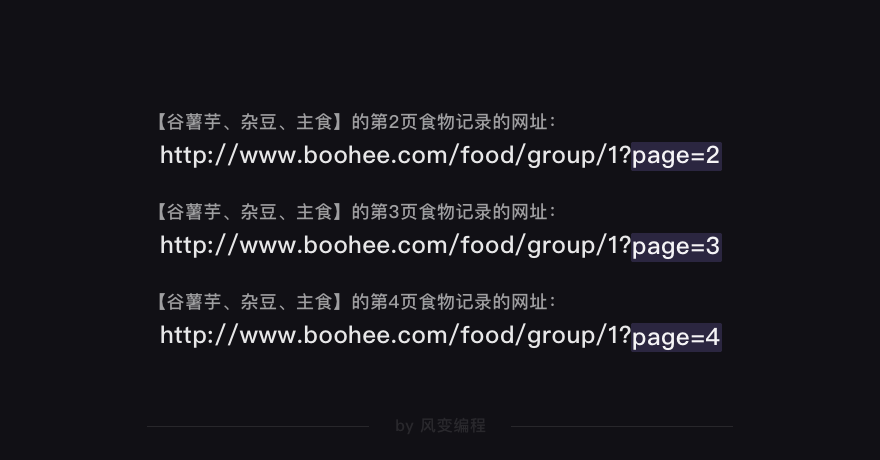 【谷薯芋、杂豆、主食】的第2页食物记录的网址：
http://www.boohee.com/food/group/1?page=2
【谷薯芋、杂豆、主食】的第3页食物记录的网址：
http://www.boohee.com/food/group/1?page=3
【谷薯芋、杂豆、主食】的第4页食物记录的网址：
http://www.boohee.com/food/group/1?page=4
by 风变编程